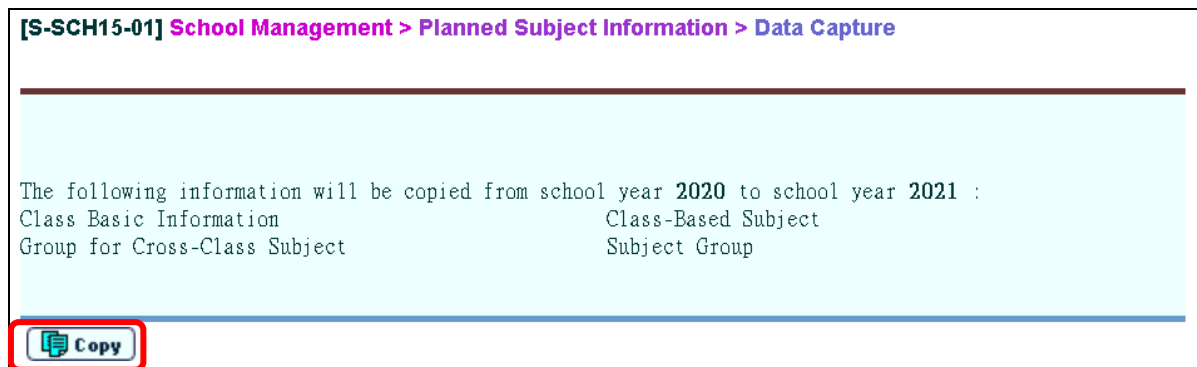 [S-SCH15-01] School Management > Planned Subject Information > Data Capture
The following information will be copied from school year 2020 to school year 2021 :
Class Basic Information Class-Based Subject
Group for Cross-Class Subject Subject Group
Copy